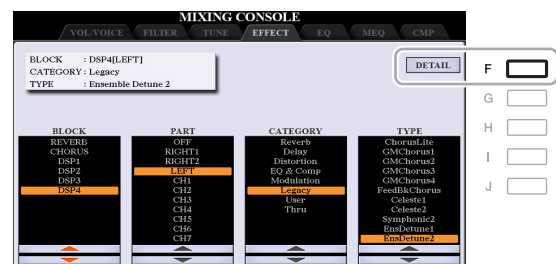 MIXING CONSOLE
VOL/VOICE FILTER TUNE EFFECT EQ MEQ CMP
BLOCK : DSP4[LEFT]
CATEGORY : Legacy
TYPE : Ensemble Detune 2
DETAIL
F
G
H
I
J
BLOCK
REVERB
CHORUS
DSP1
DSP2
DSP3
DSP4
PART
OFF
RIGHT1
RIGHT2
LEFT
CH1
CH2
CH3
CH4
CH5
CH6
CH7
CATEGORY
Reverb
Delay
Distortion
EQ & Comp
Modulation
Legacy
User
Thru
TYPE
ChorusLite
GMChorus1
GMChorus2
GMChorus3
GMChorus4
FeedBkChorus
Celeste1
Celeste2
Symphonic2
EnsDetune1
EnsDetune2